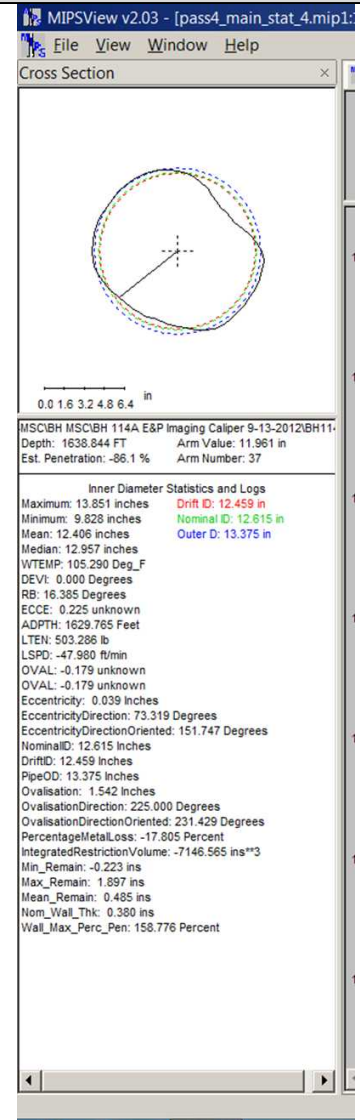 MIPSView v2.03 - [pass4_main_stat_4.mip1:
File View Window Help
Cross Section
0.0 1.6 3.2 4.8 6.4 in
MSC\BH MSC\BH 114A E&P Imaging Caliper 9-13-2012\BH11
Depth: 1638.844 FT Arm Value: 11.961 in
Est. Penetration: -86.1 % Arm Number: 37
Inner Diameter Statistics and Logs
Maximum: 13.851 inches Drift ID: 12.459 in
Minimum: 9.828 inches Nominal ID: 12.615 in
Mean: 12.406 inches Outer D: 13.375 in
Median: 12.957 inches
WTEMP: 105.290 Deg_F
DEVI: 0.000 Degrees
RB: 16.385 Degrees
ECCE: 0.225 unknown
ADPTH: 1629.765 Feet
LTEN: 503.286 lb
LSPD: -47.980 ft/min
OVAL: -0.179 unknown
OVAL: -0.179 unknown
Eccentricity: 0.039 Inches
EccentricityDirection: 73.319 Degrees
EccentricityDirectionOriented: 151.747 Degrees
NominalID: 12.615 Inches
DriftID: 12.459 Inches
PipeOD: 13.375 Inches
Ovalisation: 1.542 Inches
OvalisationDirection: 225.000 Degrees
OvalisationDirectionOriented: 231.429 Degrees
PercentageMetalLoss: -17.805 Percent
IntegratedRestrictionVolume: -7146.565 ins**3
Min_Remain: -0.223 ins
Max_Remain: 1.897 ins
Mean_Remain: 0.485 ins
Nom_Wall_Thk: 0.380 ins
Wall_Max_Perc_Pen: 158.776 Percent